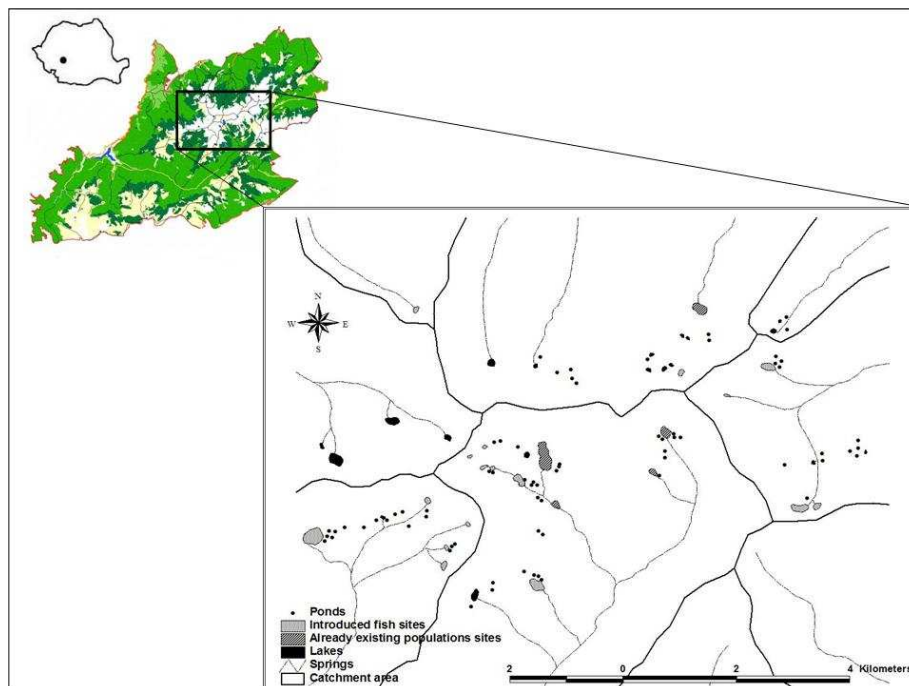 N
W E
S
Ponds
Introduced fish sites
Already existing populations sites
Lakes
Springs
Catchment area
2 0 2 4 Kilometers